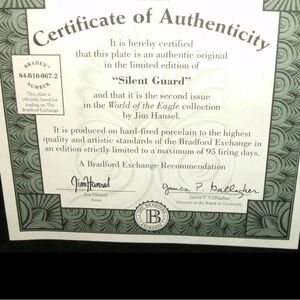 Certificate of Authenticity
BRADEX
84-B10-067.2
NUMBER
This plate is
officially listed for
trading on The
Bradford Exchange
It is hereby certified
that this plate is an authentic original
in the limited edition of
“Silent Guard”
and that it is the second issue
in the World of the Eagle collection
by Jim Hansel.
It is produced on hard-fired porcelain to the highest
quality and artistic standards of the Bradford Exchange in
an edition strictly limited to a maximum of 95 firing days.
A Bradford Exchange Recommendation
Jim Hansel
Jim Hansel
Artist
James P. Gallagher
James P. Gallagher
Director of the Board of Governors
B